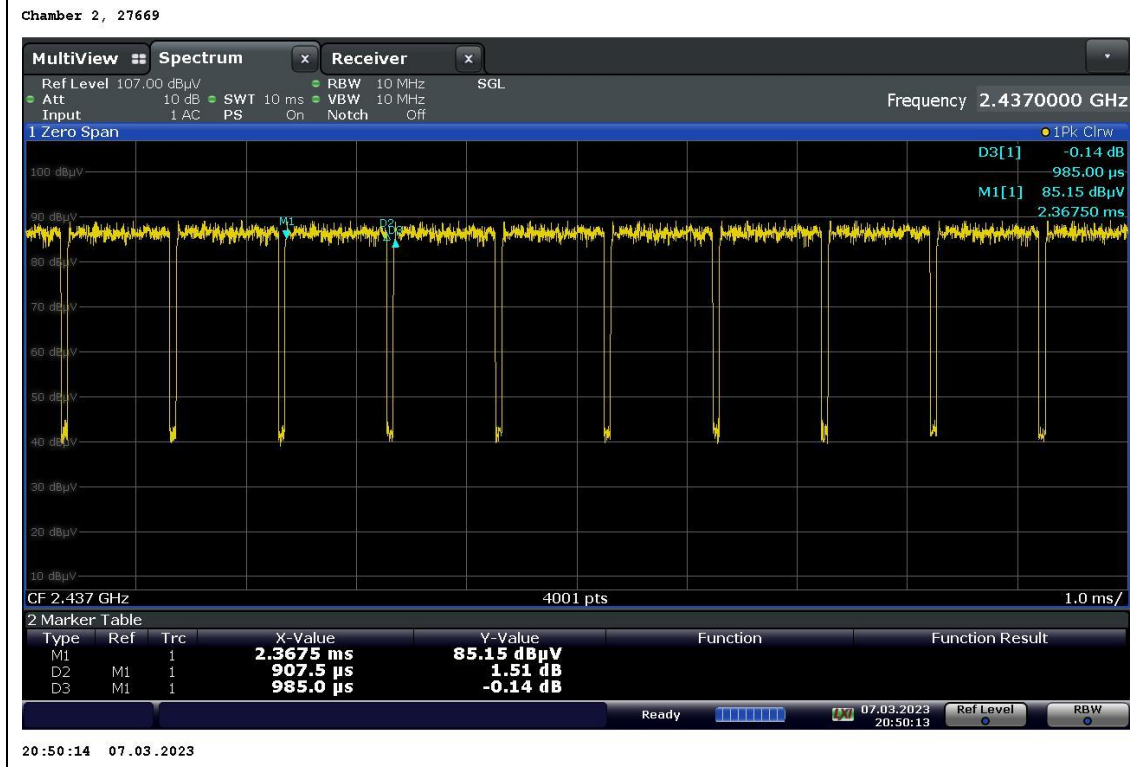 Chamber 2, 27669
MultiView Spectrum x Receiver x
Ref Level 107.00 dBµV RBW 10 MHz SGL
Att 10 dB SWT 10 ms VBW 10 MHz
Input 1 AC PS On Notch Off
Frequency 2.4370000 GHz
1 Zero Span 1Pk Clrw
D3[1] -0.14 dB
985.00 µs
M1[1] 85.15 dBµV
2.36750 ms
100 dBµV
90 dBµV
M1
D2
D3
80 dBµV
70 dBµV
60 dBµV
50 dBµV
40 dBµV
30 dBµV
20 dBµV
10 dBµV
CF 2.437 GHz 4001 pts 1.0 ms/
2 Marker Table
Type Ref Trc X-Value Y-Value Function Function Result
M1 1 2.3675 ms 85.15 dBµV
D2 M1 1 907.5 µs 1.51 dB
D3 M1 1 985.0 µs -0.14 dB
Ready 07.03.2023 Ref Level RBW
20:50:13
20:50:14 07.03.2023